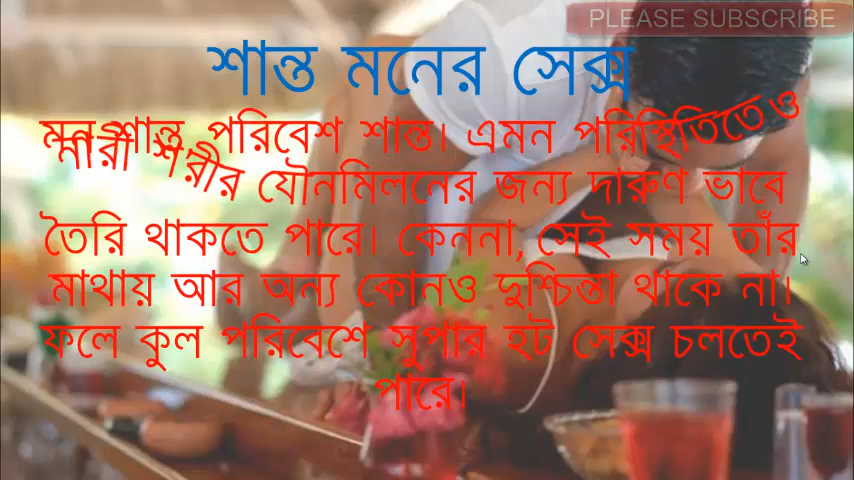 PLEASE SUBSCRIBE
শান্ত মনের সেক্স
মন শান্ত, পরিবেশ শান্ত। এমন পরিস্থিতিতেও
নারী শরীর যৌনমিলনের জন্য দারুণ ভাবে
তৈরি থাকতে পারে। কেননা, সেই সময় তাঁর
মাথায় আর অন্য কোনও দুশ্চিন্তা থাকে না।
ফলে কুল পরিবেশে সুপার হট সেক্স চলতেই
পারে।